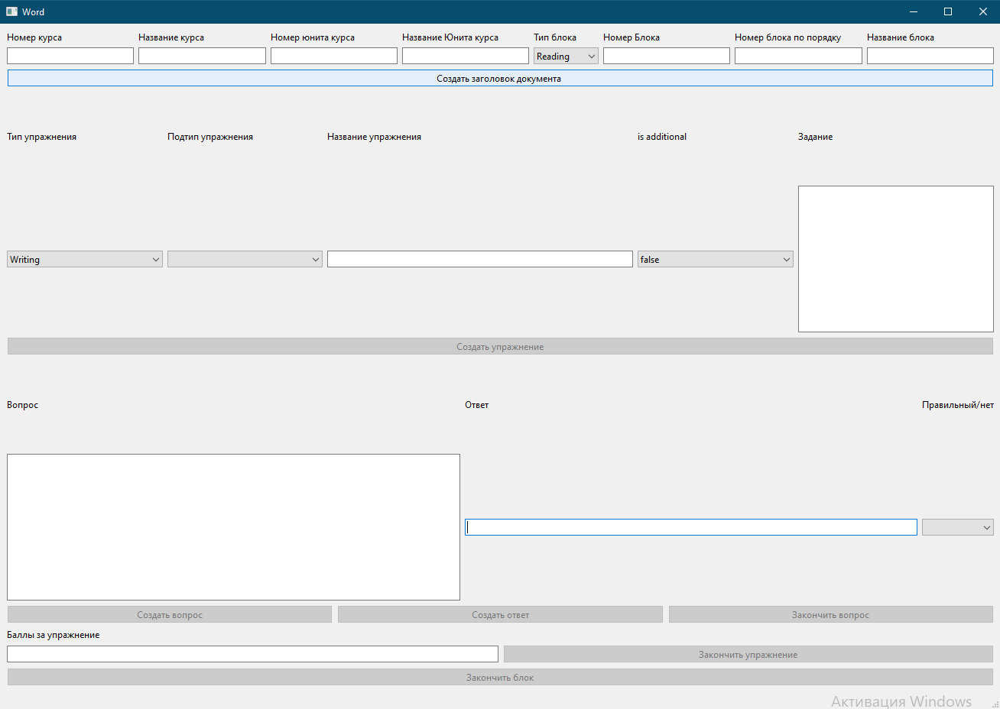 Word
Номер курса Название курса Номер юнита курса Название Юнита курса Тип блока Номер Блока Номер блока по порядку Название блока
Reading
Создать заголовок документа
Тип упражнения Подтип упражнения Название упражнения is additional Задание
Writing false
Создать упражнение
Вопрос Ответ Правильный/нет
Создать вопрос Создать ответ Закончить вопрос
Баллы за упражнение
Закончить упражнение
Закончить блок
Активация Windows